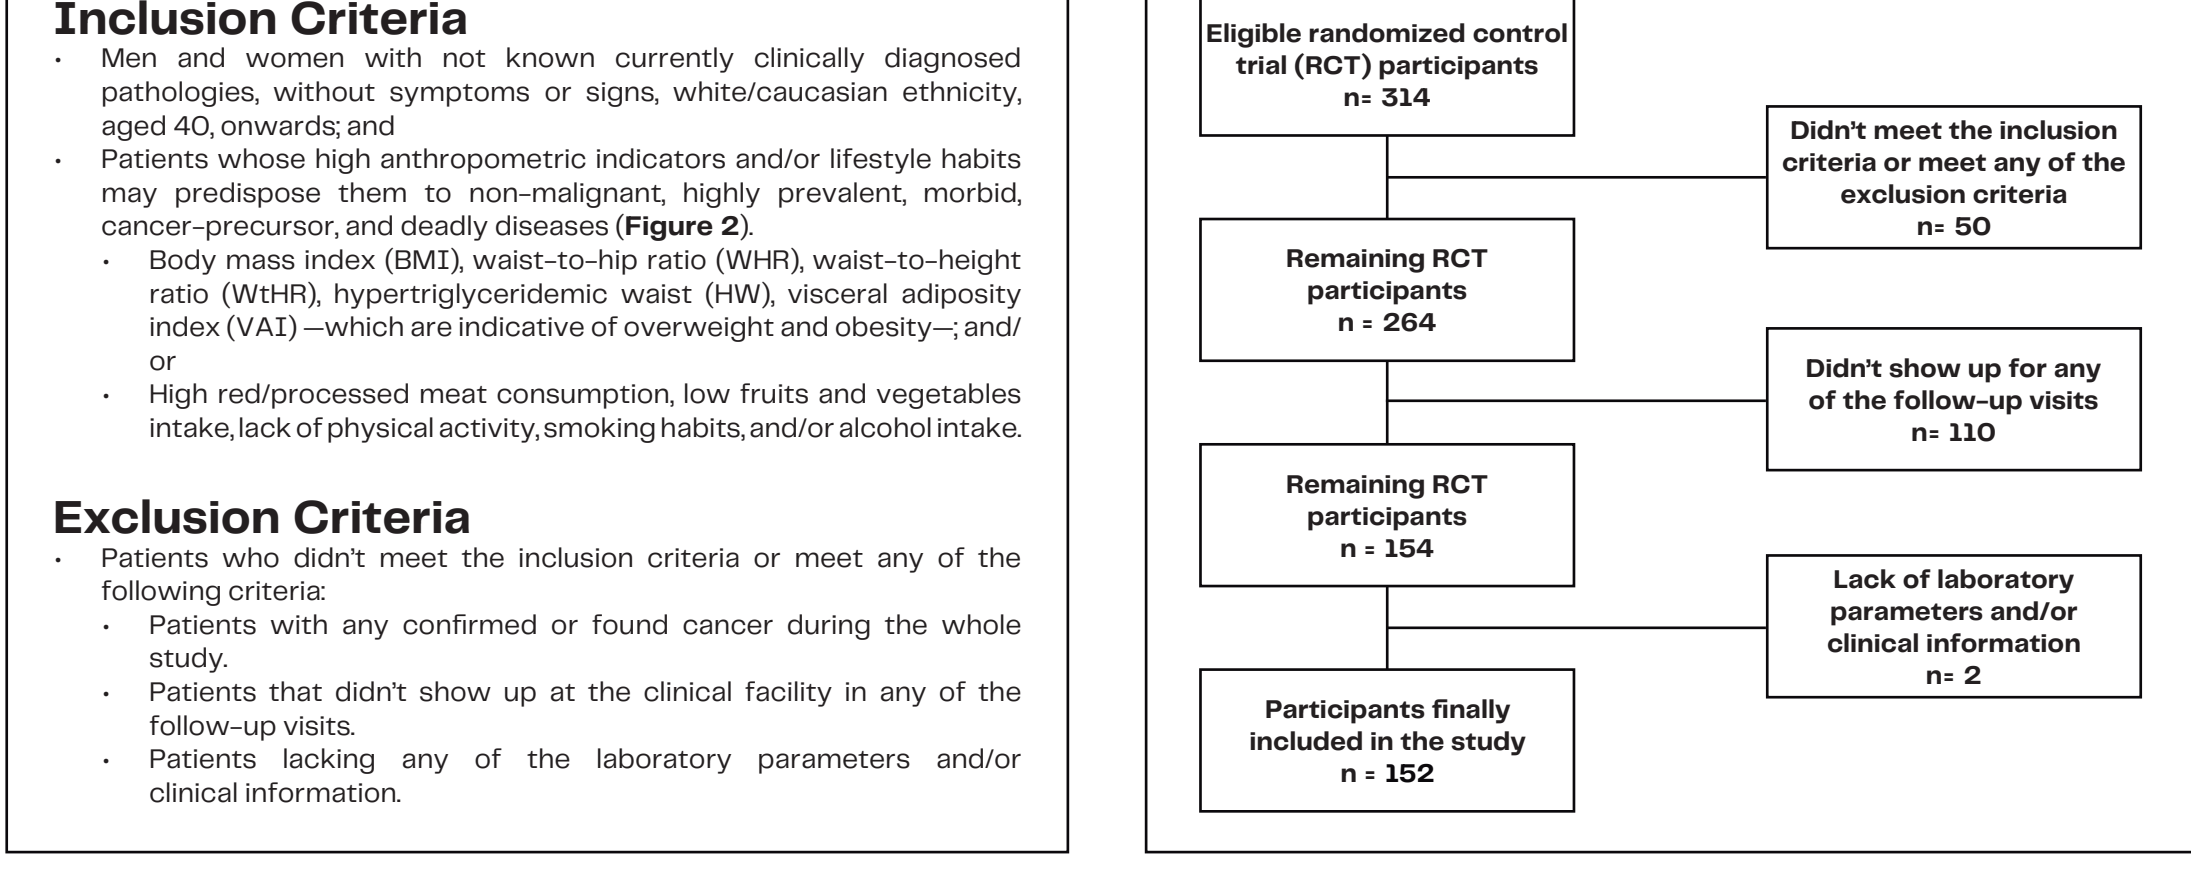 Inclusion Criteria
• Men and women with not known currently clinically diagnosed
pathologies, without symptoms or signs, white/caucasian ethnicity,
aged 40, onwards; and
• Patients whose high anthropometric indicators and/or lifestyle habits
may predispose them to non-malignant, highly prevalent, morbid,
cancer-precursor, and deadly diseases (Figure 2).
• Body mass index (BMI), waist-to-hip ratio (WHR), waist-to-height
ratio (WtHR), hypertriglyceridemic waist (HW), visceral adiposity
index (VAI) —which are indicative of overweight and obesity—; and/
or
• High red/processed meat consumption, low fruits and vegetables
intake, lack of physical activity, smoking habits, and/or alcohol intake.
Exclusion Criteria
• Patients who didn't meet the inclusion criteria or meet any of the
following criteria:
• Patients with any confirmed or found cancer during the whole
study.
• Patients that didn't show up at the clinical facility in any of the
follow-up visits.
• Patients lacking any of the laboratory parameters and/or
clinical information.
Eligible randomized control
trial (RCT) participants
n= 314
Didn't meet the inclusion
criteria or meet any of the
exclusion criteria
n= 50
Remaining RCT
participants
n = 264
Didn't show up for any
of the follow-up visits
n= 110
Remaining RCT
participants
n = 154
Lack of laboratory
parameters and/or
clinical information
n= 2
Participants finally
included in the study
n = 152